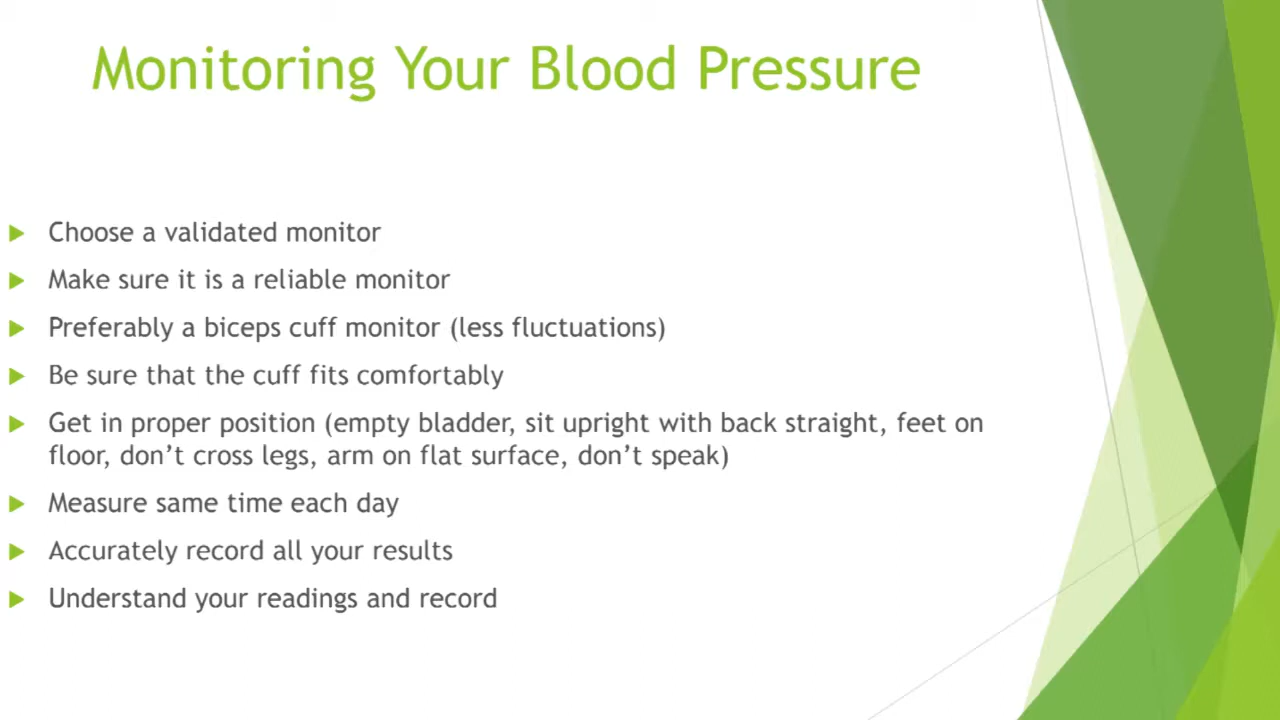 Monitoring Your Blood Pressure
Choose a validated monitor
Make sure it is a reliable monitor
Preferably a biceps cuff monitor (less fluctuations)
Be sure that the cuff fits comfortably
Get in proper position (empty bladder, sit upright with back straight, feet on
floor, don’t cross legs, arm on flat surface, don’t speak)
Measure same time each day
Accurately record all your results
Understand your readings and record